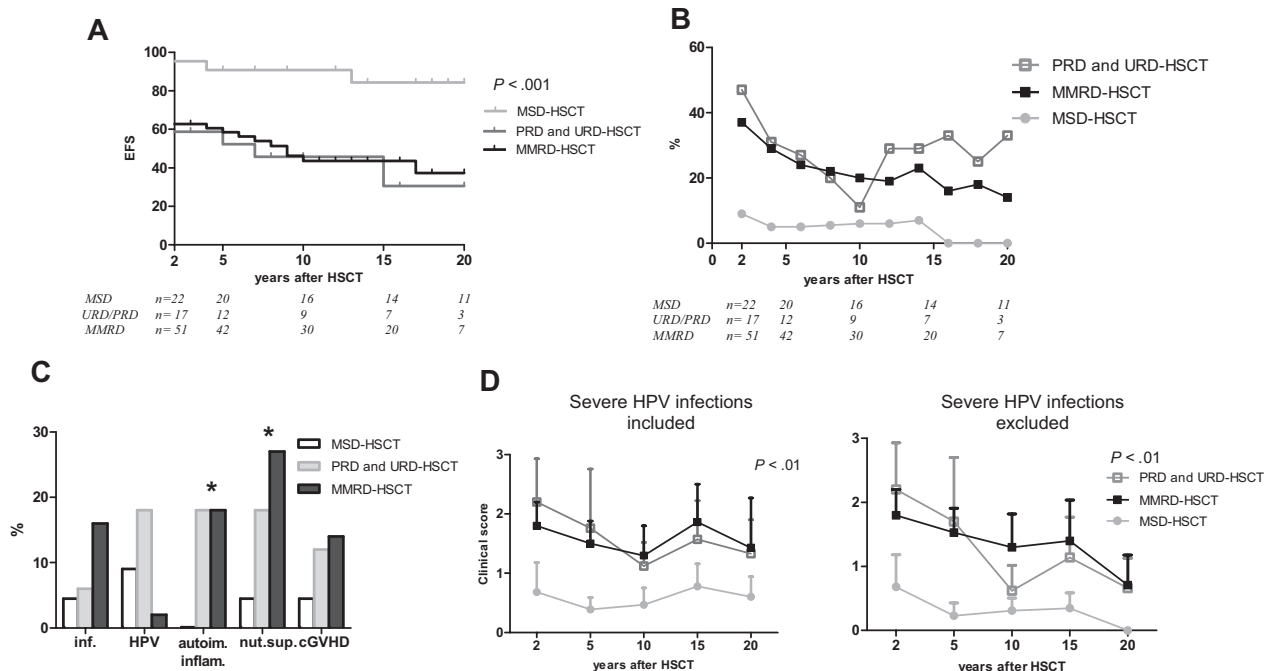 A
100
80
60
40
20
0
EFS
2 5 10 15 20
years after HSCT
P < .001
MSD-HSCT
PRD and URD-HSCT
MMRD-HSCT
MSD n=22 20 16 14 11
URD/PRD n= 17 12 9 7 3
MMRD n= 51 42 30 20 7
B
60
40
20
0
%
0 2 5 10 15 20
years after HSCT
PRD and URD-HSCT
MMRD-HSCT
MSD-HSCT
MSD n=22 20 16 14 11
URD/PRD n= 17 12 9 7 3
MMRD n= 51 42 30 20 7
C
30
20
10
0
%
*
*
MSD-HSCT
PRD and URD-HSCT
MMRD-HSCT
inf. HPV autoim. nut.sup. cGVHD
inflam.
D
Severe HPV infections
included
3
2
1
0
Clinical score
P < .01
2 5 10 15 20
years after HSCT
Severe HPV infections
excluded
3
2
1
0
P < .01
PRD and URD-HSCT
MMRD-HSCT
MSD-HSCT
2 5 10 15 20
years after HSCT